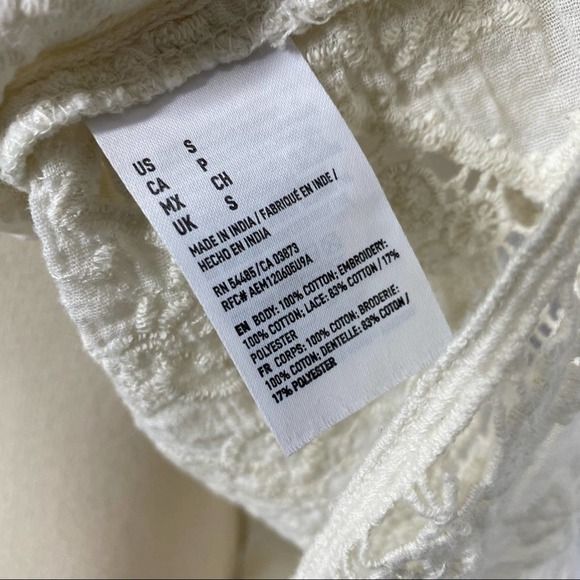 US S
CA P
MX CH
UK S
MADE IN INDIA / FABRIQUÉ EN INDE /
HECHO EN INDIA
RN 54485 / CA 03873
RFC# AEM120605U9A
EN BODY: 100% COTTON; EMBROIDERY:
100% COTTON; LACE: 83% COTTON / 17%
POLYESTER
FR CORPS: 100% COTON; BRODERIE:
100% COTON; DENTELLE: 83% COTON /
17% POLYESTER